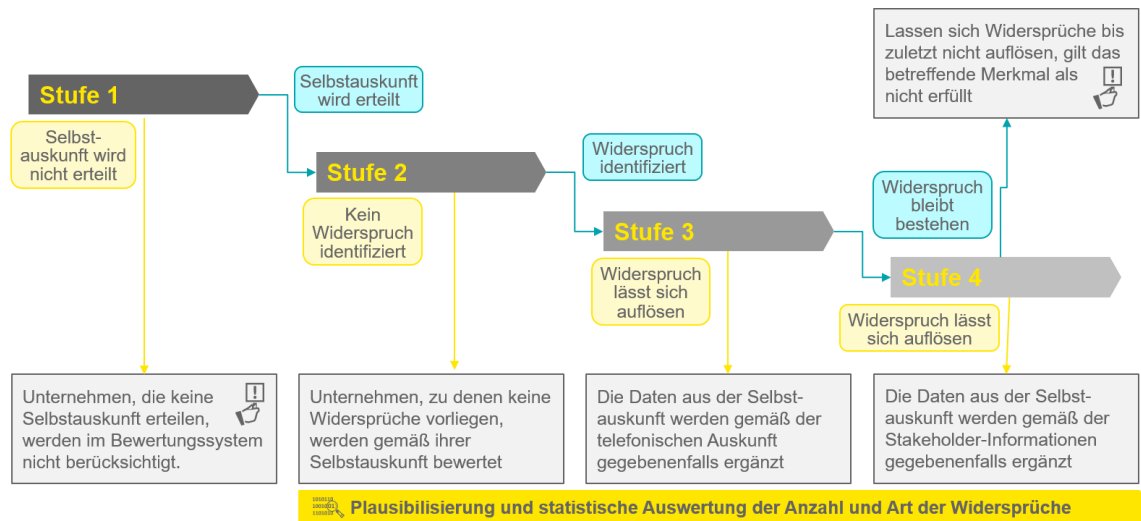 Stufe 1
Selbstauskunft
wird erteilt
Selbst-
auskunft wird
nicht erteilt
Stufe 2
Widerspruch
identifiziert
Kein
Widerspruch
identifiziert
Stufe 3
Widerspruch
bleibt
bestehen
Widerspruch
lässt sich
auflösen
Stufe 4
Widerspruch lässt
sich auflösen
Lassen sich Widersprüche bis
zuletzt nicht auflösen, gilt das
betreffende Merkmal als
nicht erfüllt
Unternehmen, die keine
Selbstauskunft erteilen,
werden im Bewertungssystem
nicht berücksichtigt.
Unternehmen, zu denen keine
Widersprüche vorliegen,
werden gemäß ihrer
Selbstauskunft bewertet
Die Daten aus der Selbst-
auskunft werden gemäß der
telefonischen Auskunft
gegebenenfalls ergänzt
Die Daten aus der Selbst-
auskunft werden gemäß der
Stakeholder-Informationen
gegebenenfalls ergänzt
Plausibilisierung und statistische Auswertung der Anzahl und Art der Widersprüche